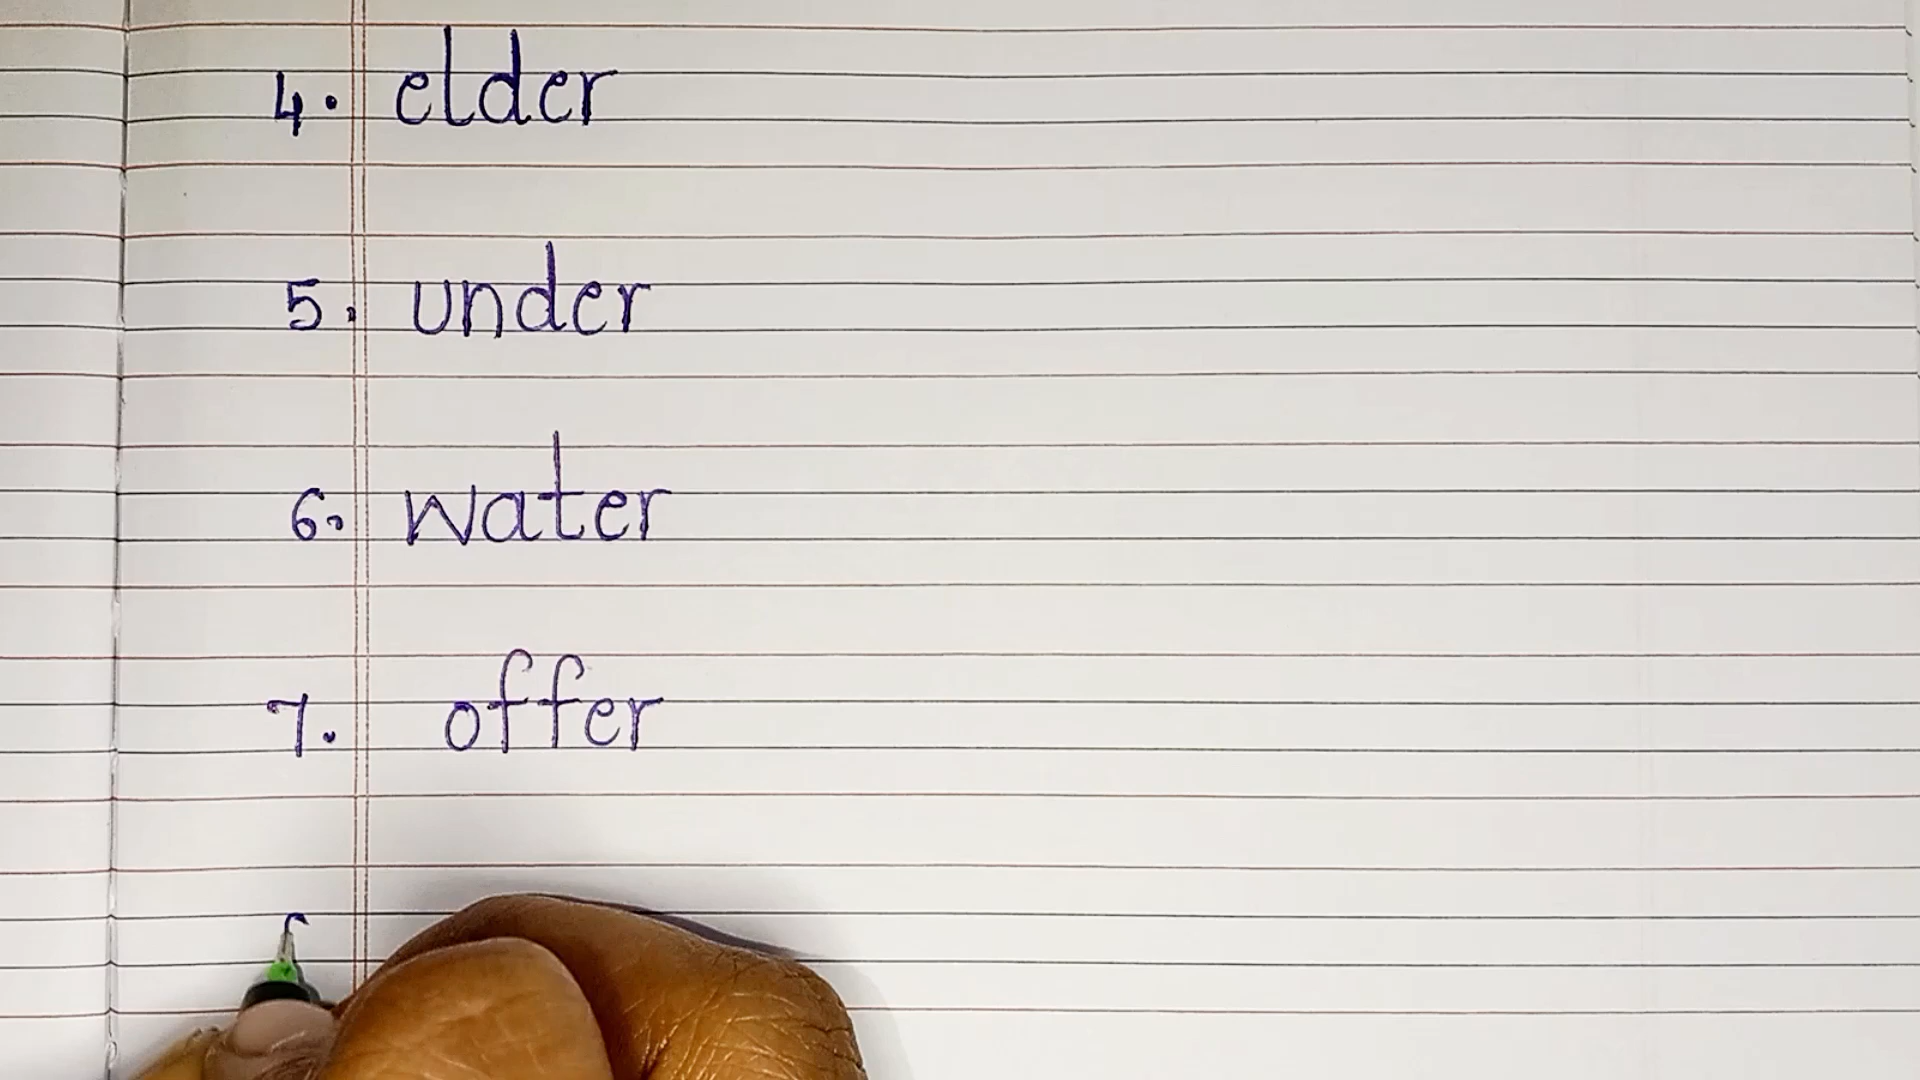 4. elder
5. under
6. water
7. offer